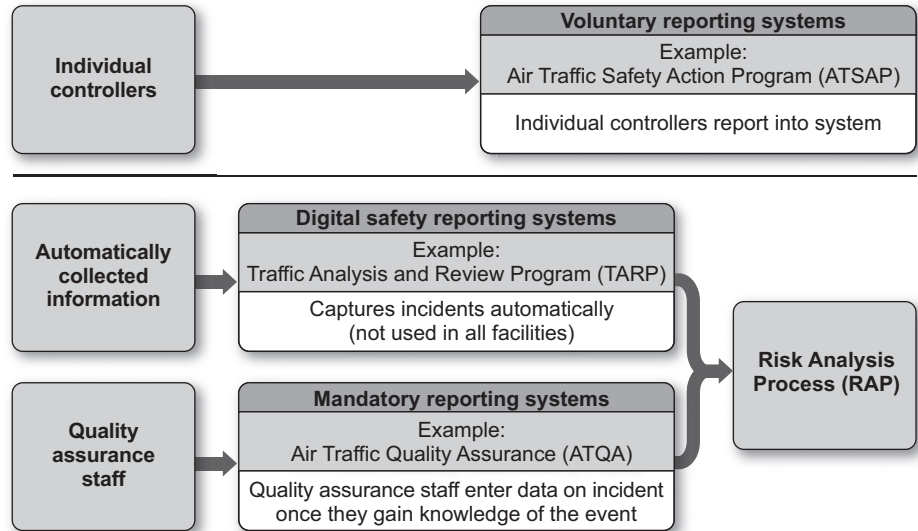 Individual
controllers
Voluntary reporting systems
Example:
Air Traffic Safety Action Program (ATSAP)
Individual controllers report into system
Automatically
collected
information
Digital safety reporting systems
Example:
Traffic Analysis and Review Program (TARP)
Captures incidents automatically
(not used in all facilities)
Quality
assurance
staff
Mandatory reporting systems
Example:
Air Traffic Quality Assurance (ATQA)
Quality assurance staff enter data on incident
once they gain knowledge of the event
Risk Analysis
Process (RAP)